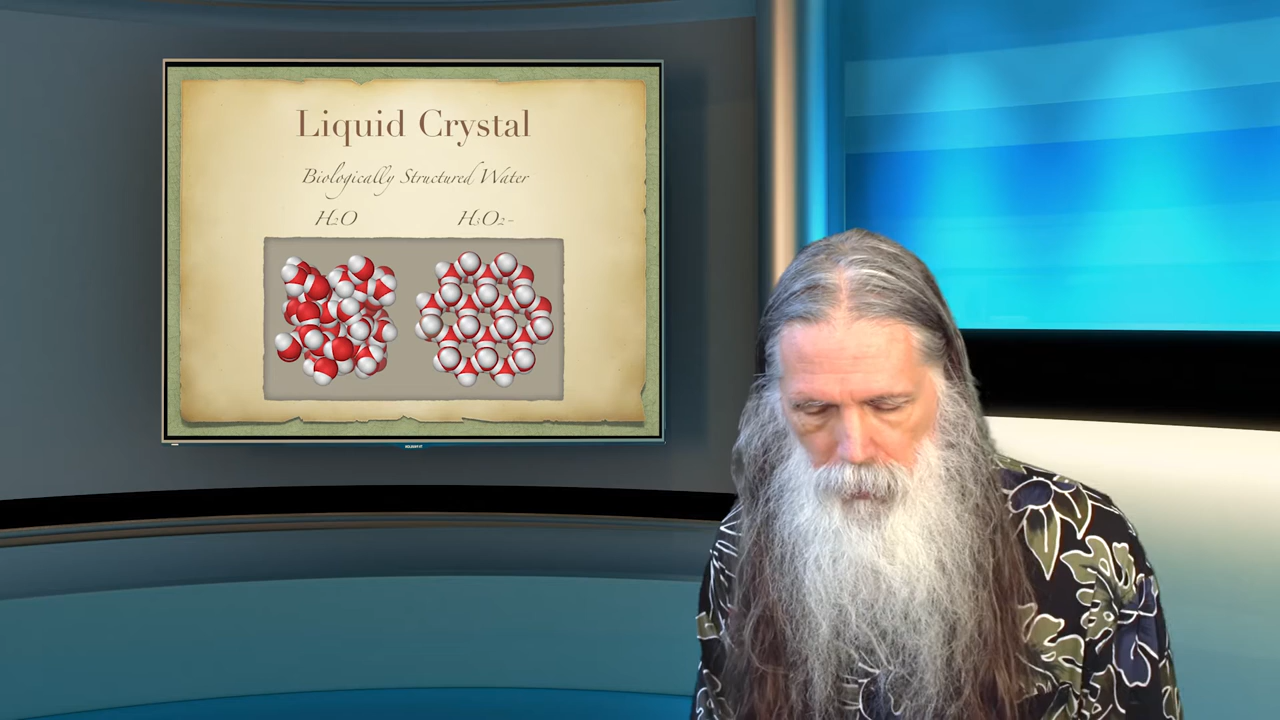 Liquid Crystal
Biologically Structured Water
H₂O H₃O₂-